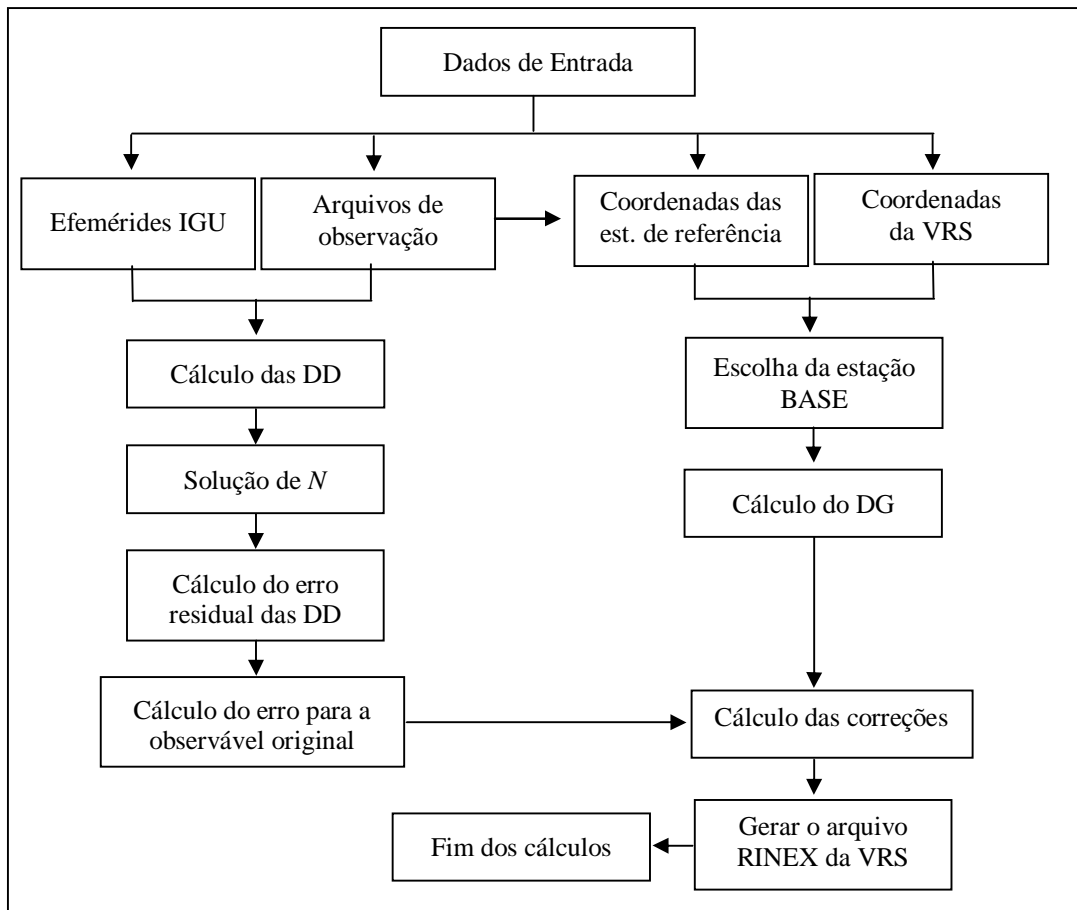 Dados de Entrada
Efemérides IGU
Arquivos de
observação
Coordenadas das
est. de referência
Coordenadas
da VRS
Cálculo das DD
Escolha da estação
BASE
Solução de N
Cálculo do DG
Cálculo do erro
residual das DD
Cálculo do erro para a
observável original
Cálculo das correções
Gerar o arquivo
RINEX da VRS
Fim dos cálculos